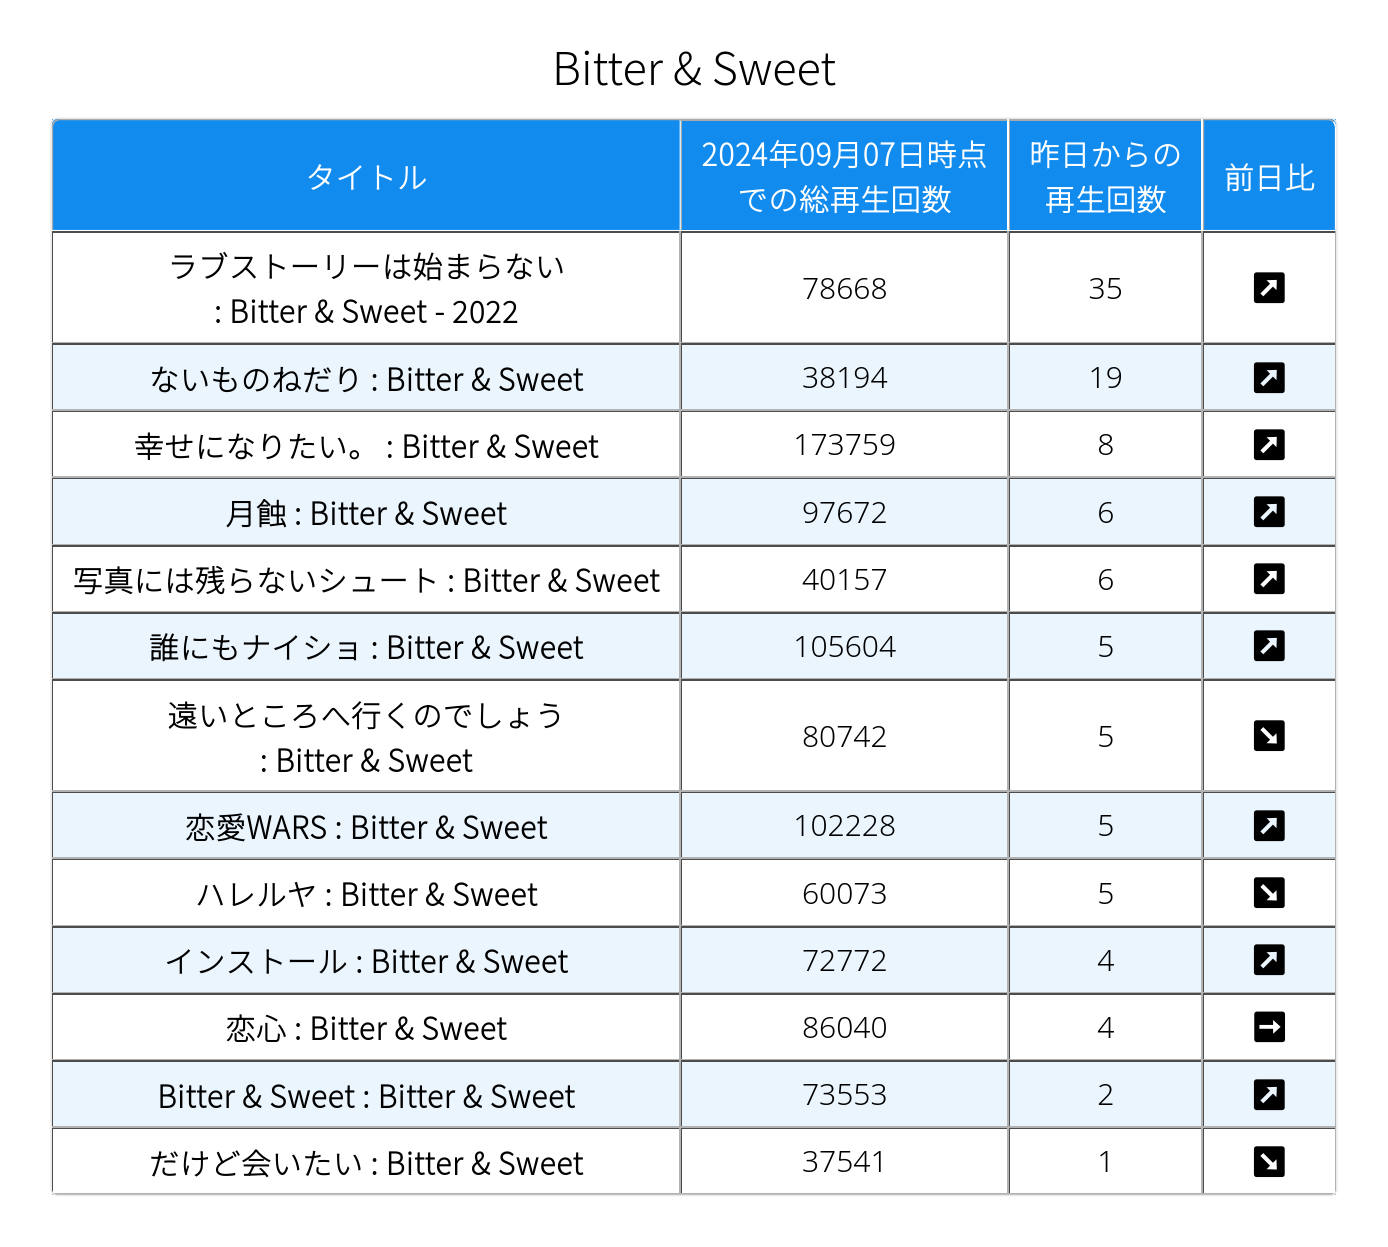 Bitter & Sweet
タイトル
2024年09月07日時点
での総再生回数
昨日からの
再生回数
前日比
ラブストーリーは始まらない
: Bitter & Sweet - 2022
78668
35
ないものねだり : Bitter & Sweet
38194
19
幸せになりたい。 : Bitter & Sweet
173759
8
月蝕 : Bitter & Sweet
97672
6
写真には残らないシュート : Bitter & Sweet
40157
6
誰にもナイショ : Bitter & Sweet
105604
5
遠いところへ行くのでしょう
: Bitter & Sweet
80742
5
恋愛WARS : Bitter & Sweet
102228
5
ハレルヤ : Bitter & Sweet
60073
5
インストール : Bitter & Sweet
72772
4
恋心 : Bitter & Sweet
86040
4
Bitter & Sweet : Bitter & Sweet
73553
2
だけど会いたい : Bitter & Sweet
37541
1